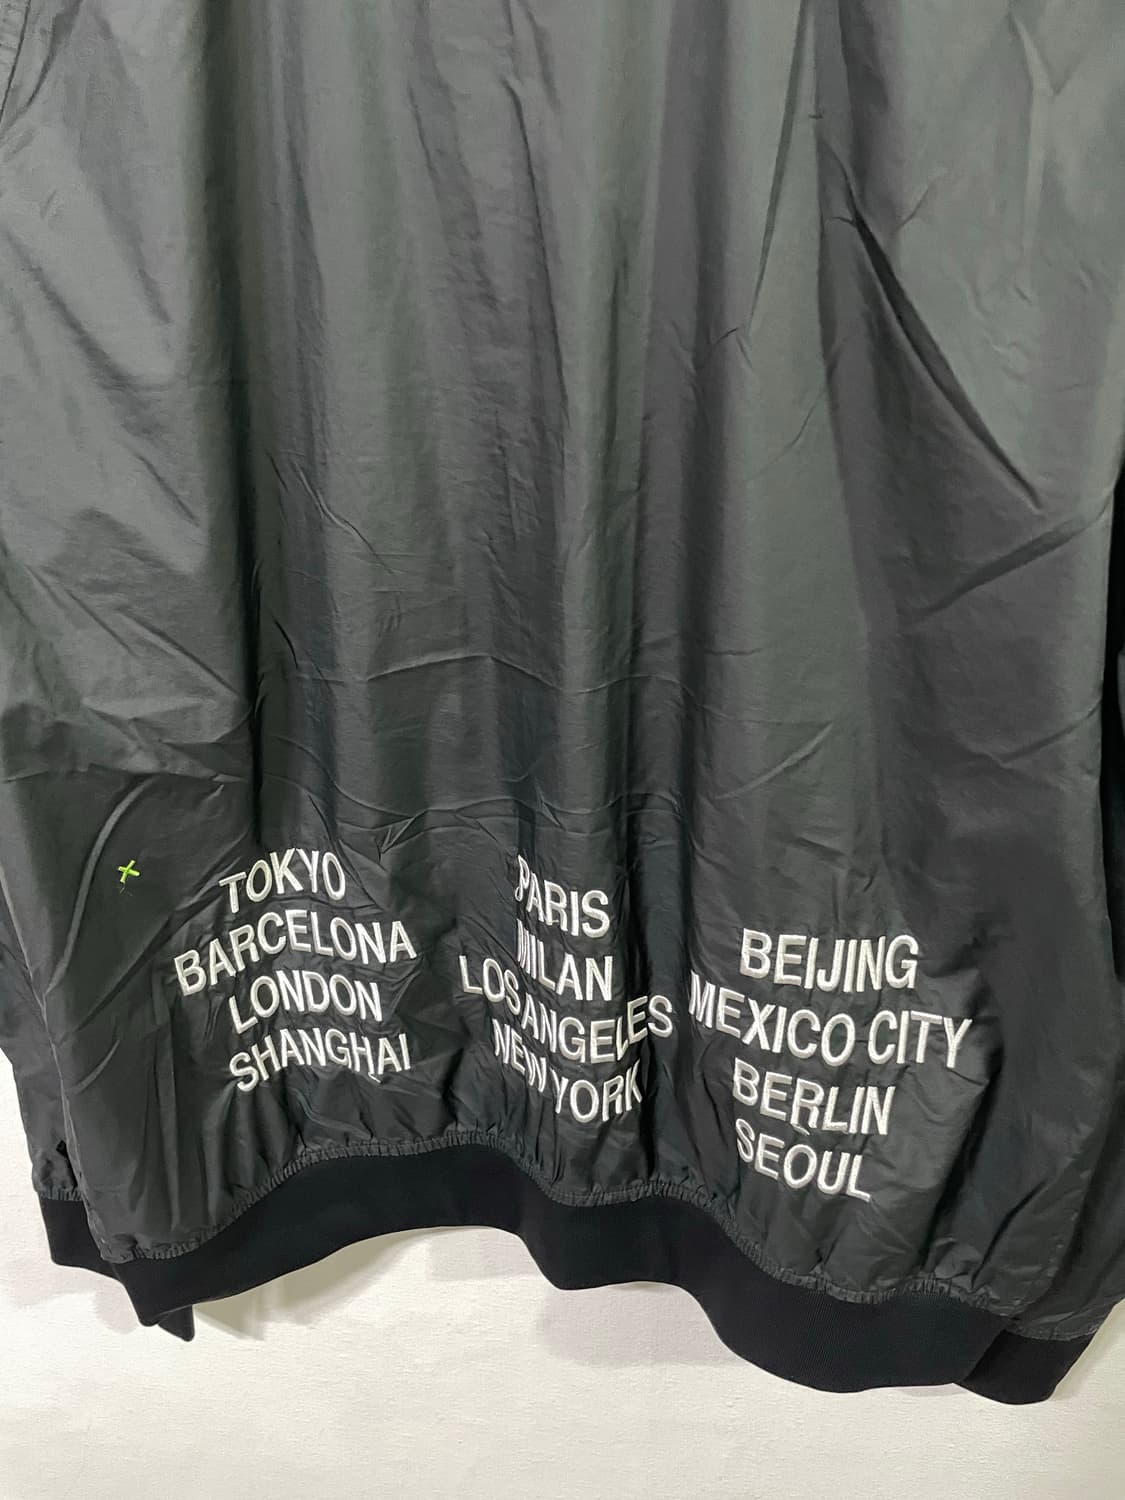 TOKYO
BARCELONA
LONDON
SHANGHAI
PARIS
MILAN
LOS ANGELES
NEW YORK
BEIJING
MEXICO CITY
BERLIN
SEOUL